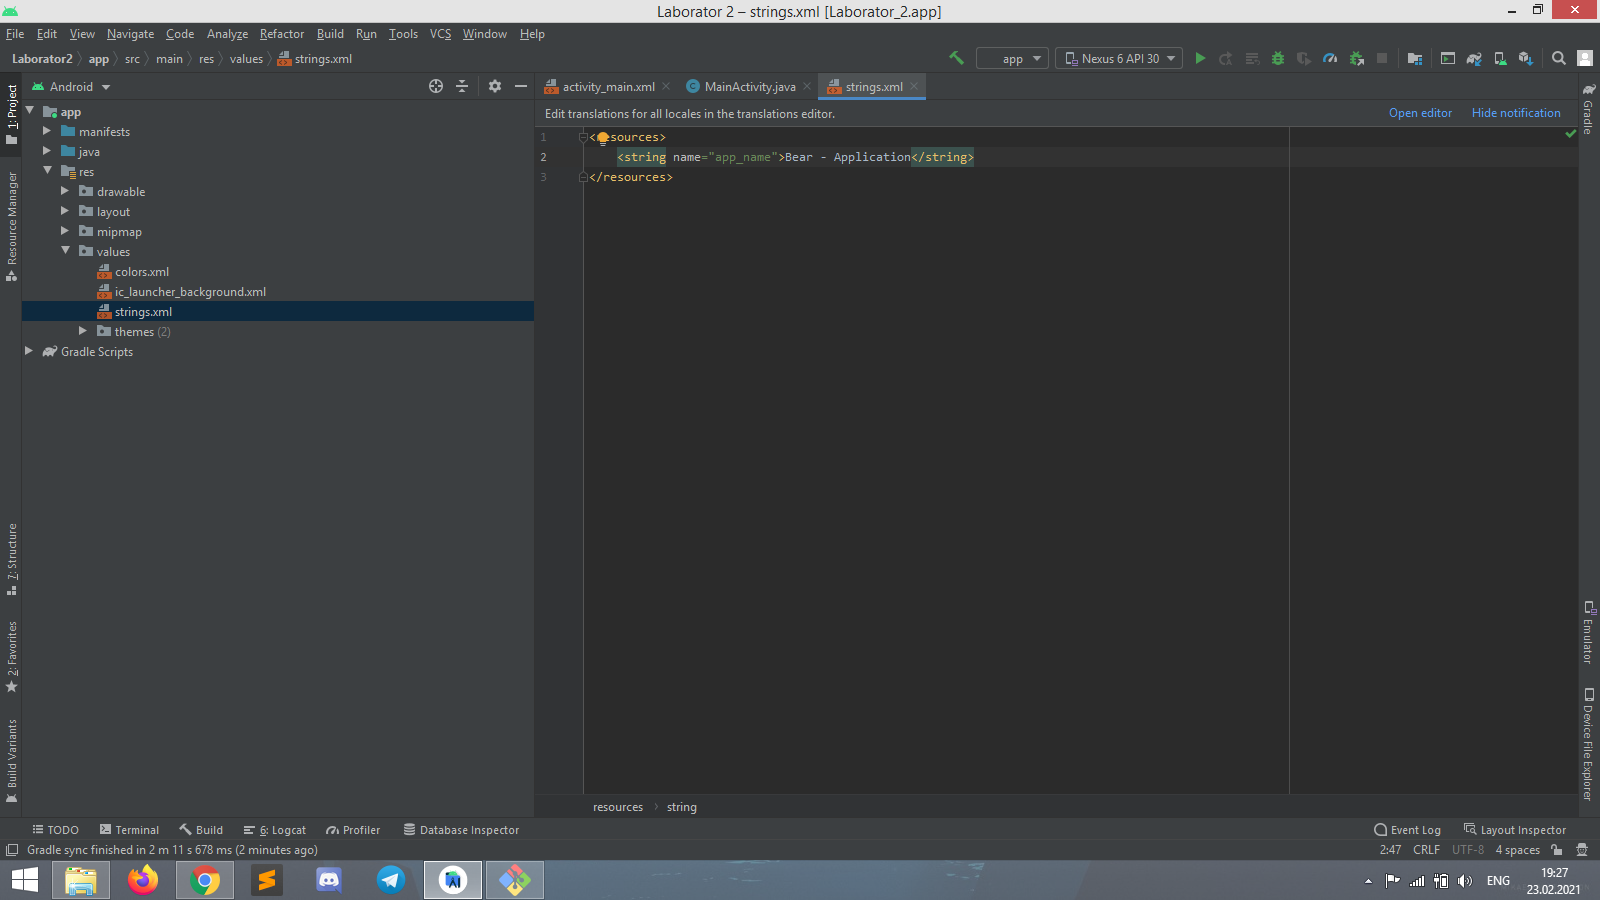 Laborator 2 – strings.xml [Laborator_2.app]
File Edit View Navigate Code Analyze Refactor Build Run Tools VCS Window Help
Laborator2 app src main res values strings.xml
app Nexus 6 API 30
1: Project
Resource Manager
7: Structure
2: Favorites
Build Variants
Android
app
manifests
java
res
drawable
layout
mipmap
values
colors.xml
ic_launcher_background.xml
strings.xml
themes (2)
Gradle Scripts
activity_main.xml MainActivity.java strings.xml
Edit translations for all locales in the translations editor. Open editor Hide notification
1 <resources>
2 <string name="app_name">Bear - Application</string>
3 </resources>
resources string
Gradle
Emulator
Device File Explorer
TODO Terminal Build 6: Logcat Profiler Database Inspector Event Log Layout Inspector
Gradle sync finished in 2 m 11 s 678 ms (2 minutes ago) 2:47 CRLF UTF-8 4 spaces
ENG 19:27
23.02.2021